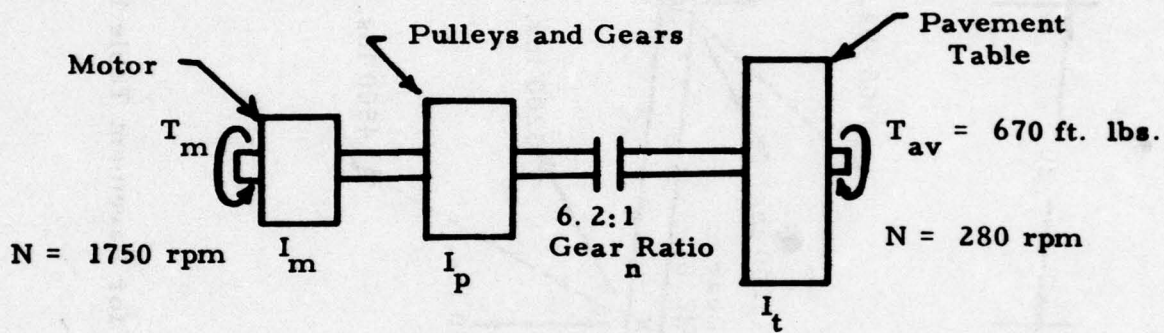 Pulleys and Gears
Pavement
Table
Motor
T_m
T_av = 670 ft. lbs.
6.2:1
Gear Ratio
n
N = 1750 rpm
N = 280 rpm
I_m
I_p
I_t